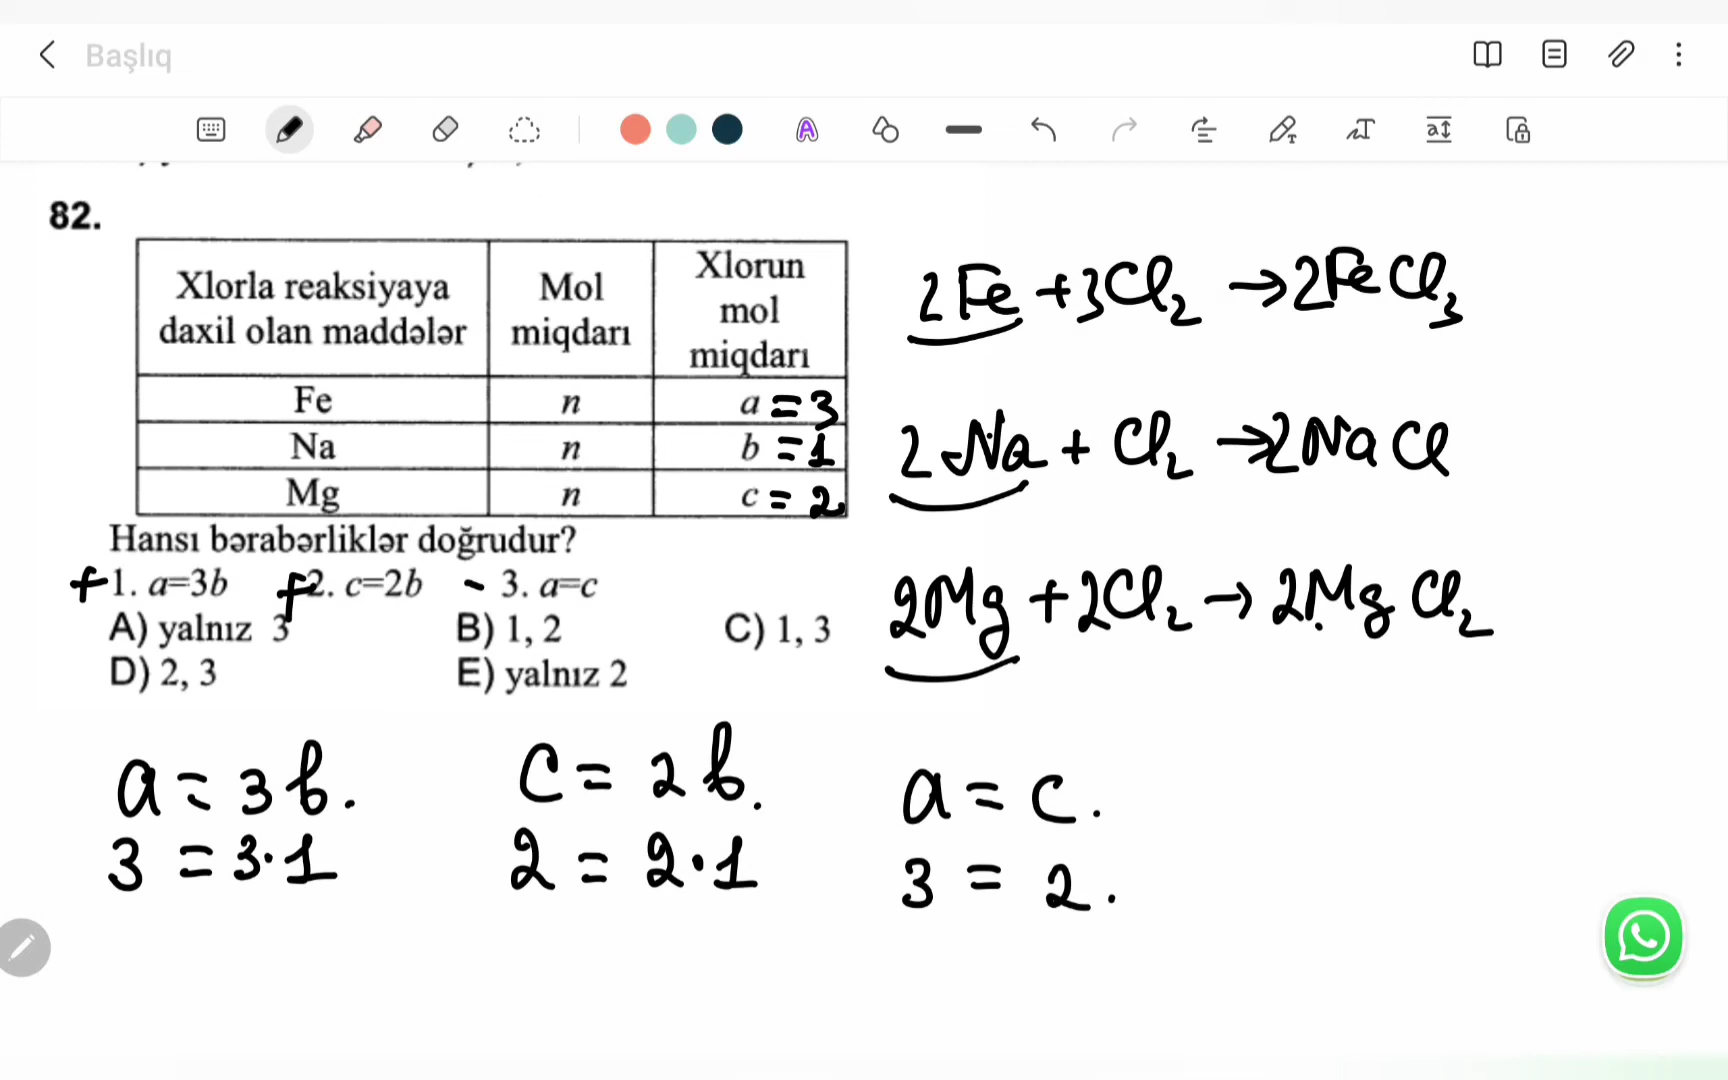 Başlıq
82.
Xlorla reaksiyaya daxil olan maddələr | Mol miqdarı | Xlorun mol miqdarı
Fe | n | a = 3
Na | n | b = 1
Mg | n | c = 2
Hansı bərabərliklər doğrudur?
+ 1. a=3b + 2. c=2b - 3. a=c
A) yalnız 3 B) 1, 2 C) 1, 3
D) 2, 3 E) yalnız 2
2Fe + 3Cl₂ → 2FeCl₃
2Na + Cl₂ → 2NaCl
2Mg + 2Cl₂ → 2MgCl₂
a = 3b.
3 = 3·1
c = 2b.
2 = 2·1
a = c.
3 = 2.